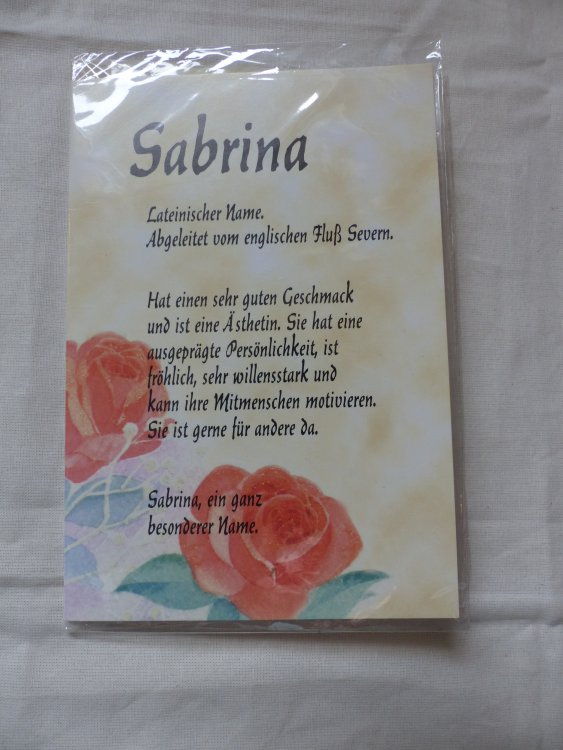 Sabrina
Lateinischer Name.
Abgeleitet vom englischen Fluß Severn.
Hat einen sehr guten Geschmack
und ist eine Ästhetin. Sie hat eine
ausgeprägte Persönlichkeit, ist
fröhlich, sehr willensstark und
kann ihre Mitmenschen motivieren.
Sie ist gerne für andere da.
Sabrina, ein ganz
besonderer Name.